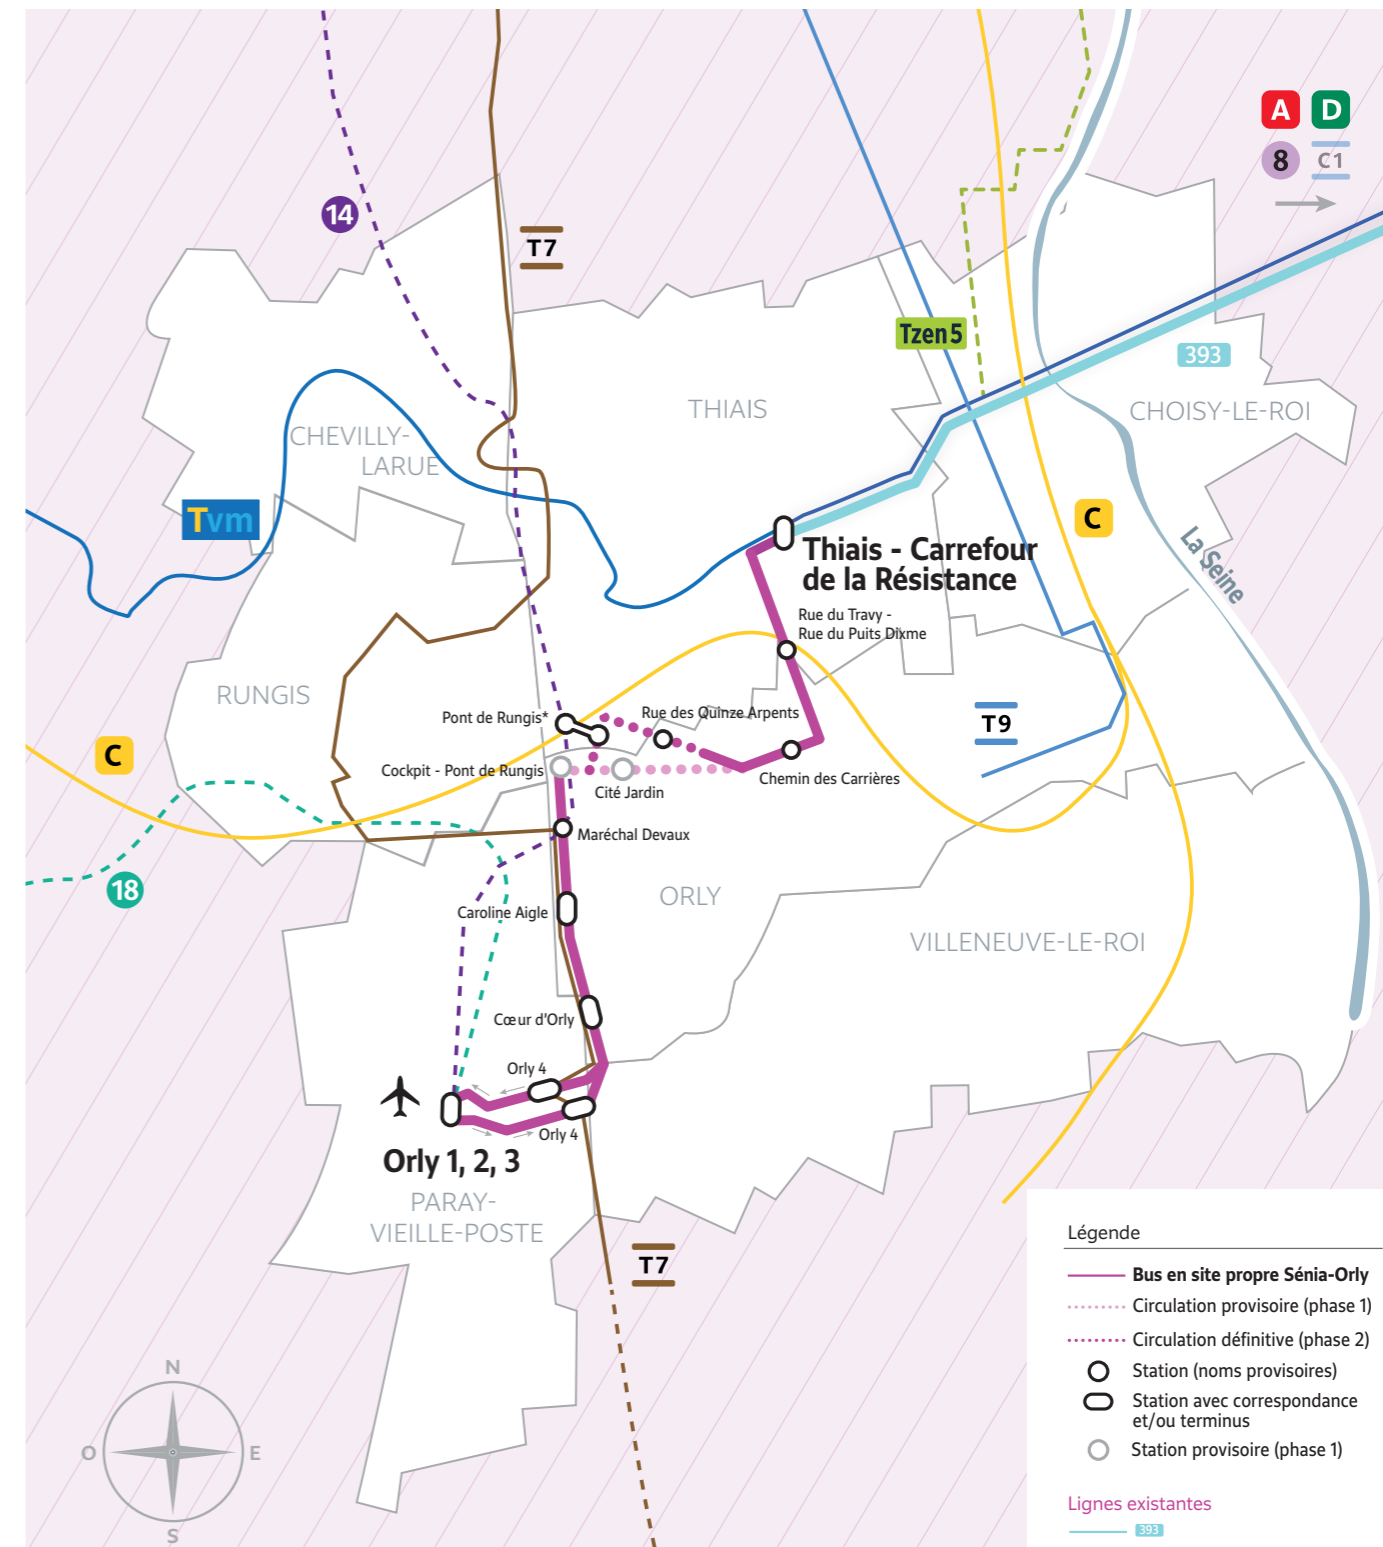 A D
8 C1
14
T7
Tzen 5
393
THIAIS
CHOISY-LE-ROI
CHEVILLY-
LARUE
Tvm
C
La Seine
Thiais - Carrefour
de la Résistance
Rue du Travy -
Rue du Puits Dixme
RUNGIS
Pont de Rungis*
Rue des Quinze Arpents
T9
C
Cockpit - Pont de Rungis
Cité Jardin
Chemin des Carrières
Maréchal Devaux
18
Caroline Aigle
ORLY
VILLENEUVE-LE-ROI
Cœur d'Orly
Orly 4
Orly 4
Orly 1, 2, 3
PARAY-
VIEILLE-POSTE
T7
Légende
Bus en site propre Sénia-Orly
Circulation provisoire (phase 1)
Circulation définitive (phase 2)
Station (noms provisoires)
Station avec correspondance
et/ou terminus
Station provisoire (phase 1)
Lignes existantes
393
N
O E
S